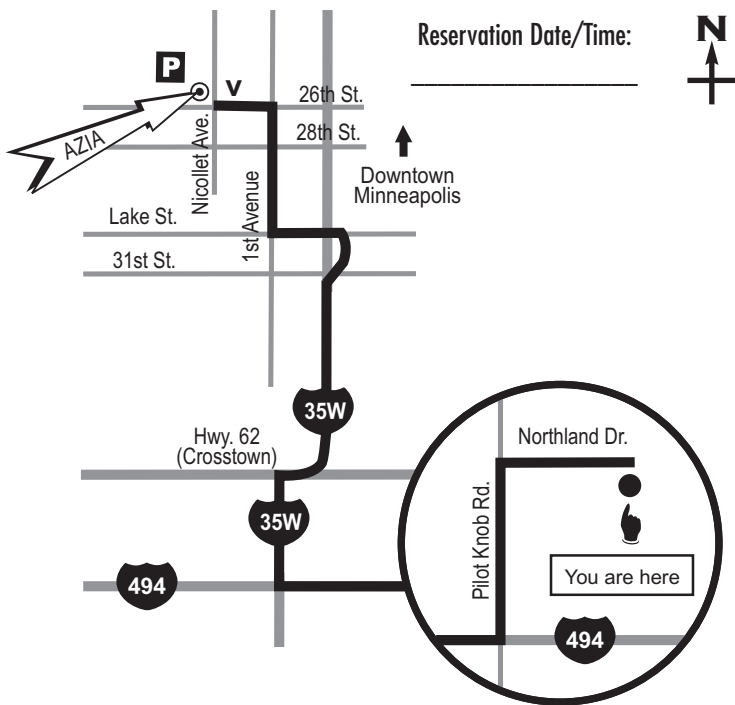 Reservation Date/Time:
N
P
V
26th St.
AZIA
Nicollet Ave.
28th St.
Downtown
Minneapolis
1st Avenue
Lake St.
31st St.
35W
Hwy. 62
(Crosstown)
35W
494
Northland Dr.
Pilot Knob Rd.
You are here
494